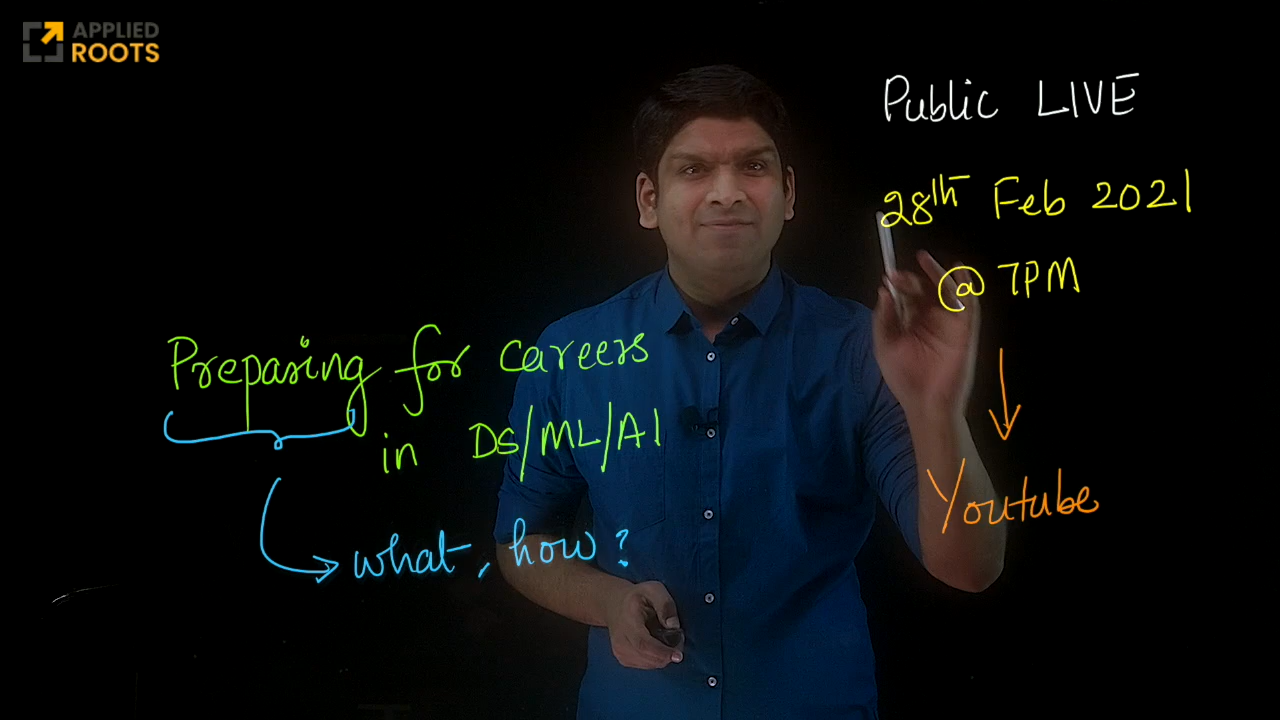 APPLIED
ROOTS
Public LIVE
28th Feb 2021
@ 7PM
Youtube
Preparing for careers
in DS/ML/AI
what, how?